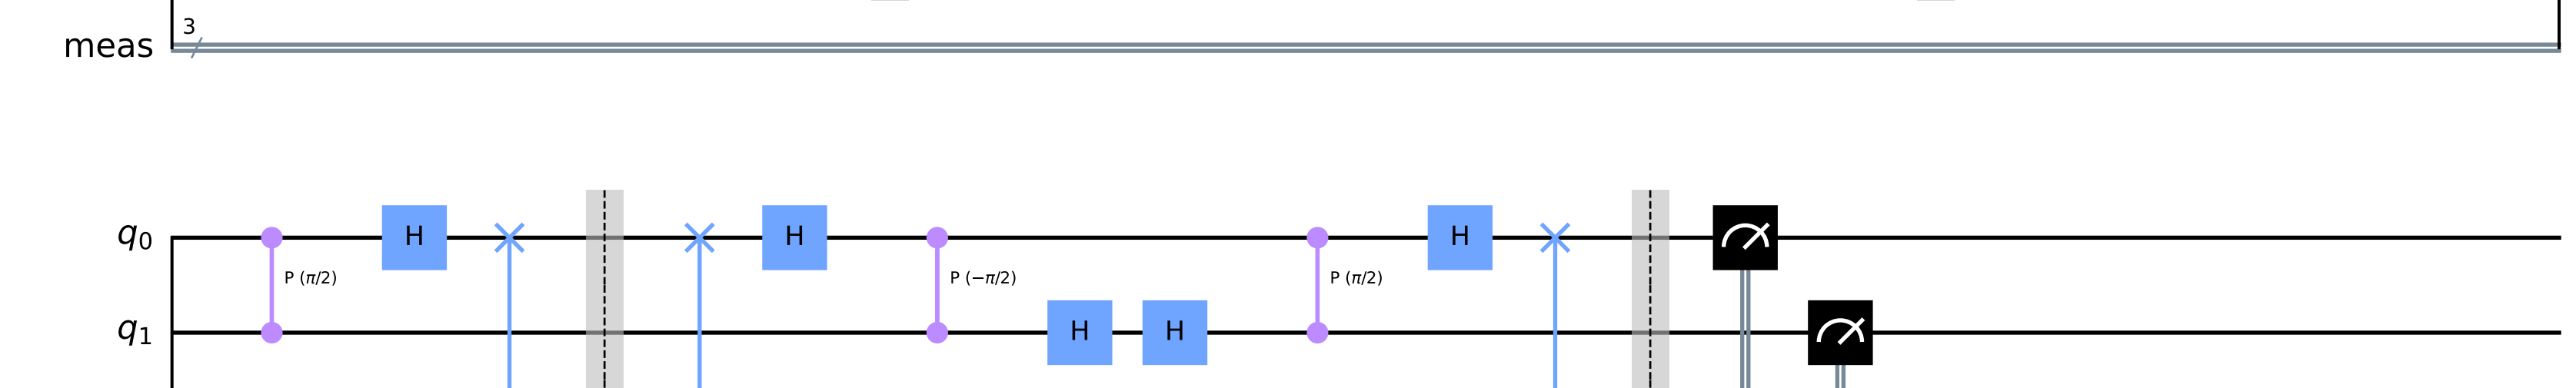 3
meas
q0 H H H
P (π/2) P (−π/2) P (π/2)
q1 H H